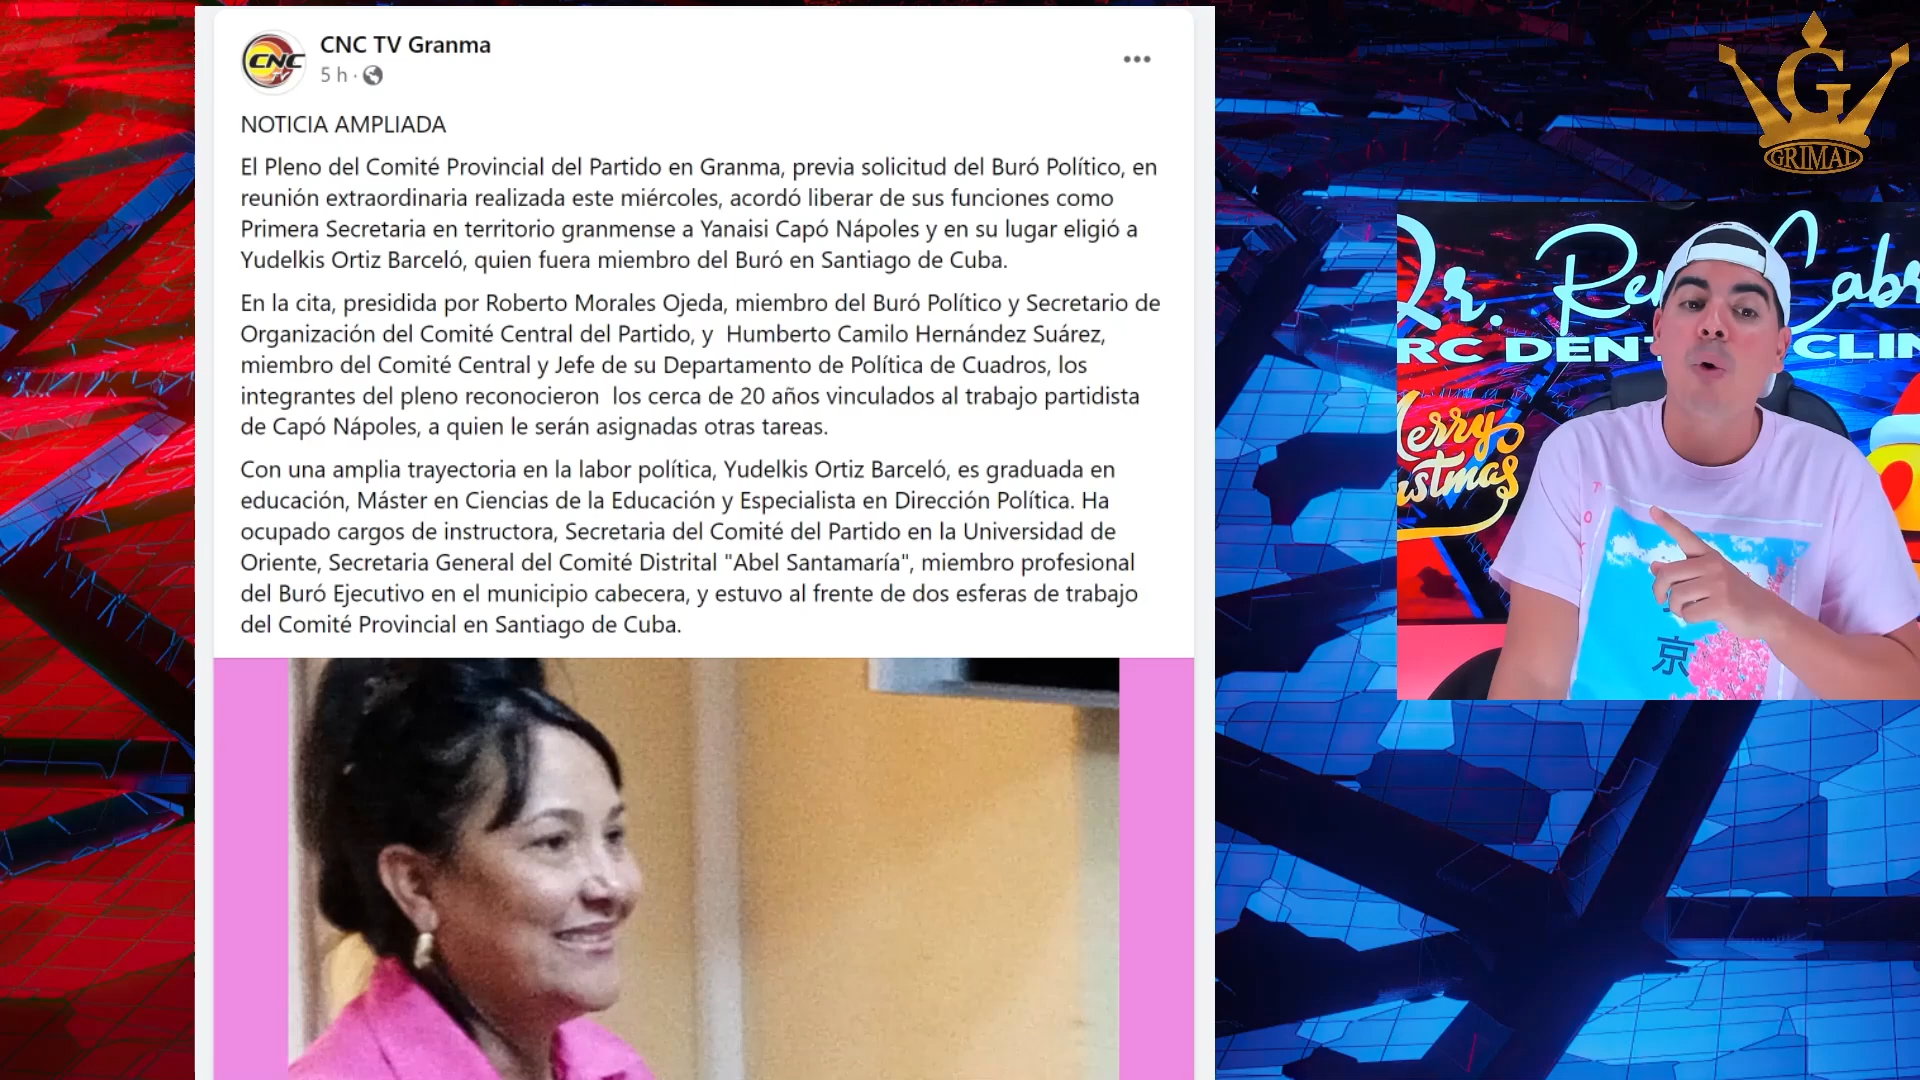 CNC TV
CNC TV Granma
5 h ·
NOTICIA AMPLIADA
El Pleno del Comité Provincial del Partido en Granma, previa solicitud del Buró Político, en
reunión extraordinaria realizada este miércoles, acordó liberar de sus funciones como
Primera Secretaria en territorio granmense a Yanaisi Capó Nápoles y en su lugar eligió a
Yudelkis Ortiz Barceló, quien fuera miembro del Buró en Santiago de Cuba.
En la cita, presidida por Roberto Morales Ojeda, miembro del Buró Político y Secretario de
Organización del Comité Central del Partido, y  Humberto Camilo Hernández Suárez,
miembro del Comité Central y Jefe de su Departamento de Política de Cuadros, los
integrantes del pleno reconocieron  los cerca de 20 años vinculados al trabajo partidista
de Capó Nápoles, a quien le serán asignadas otras tareas.
Con una amplia trayectoria en la labor política, Yudelkis Ortiz Barceló, es graduada en
educación, Máster en Ciencias de la Educación y Especialista en Dirección Política. Ha
ocupado cargos de instructora, Secretaria del Comité del Partido en la Universidad de
Oriente, Secretaria General del Comité Distrital "Abel Santamaría", miembro profesional
del Buró Ejecutivo en el municipio cabecera, y estuvo al frente de dos esferas de trabajo
del Comité Provincial en Santiago de Cuba.
G
GRIMAL
Dr.
RC DENT CLIN
Merry
京